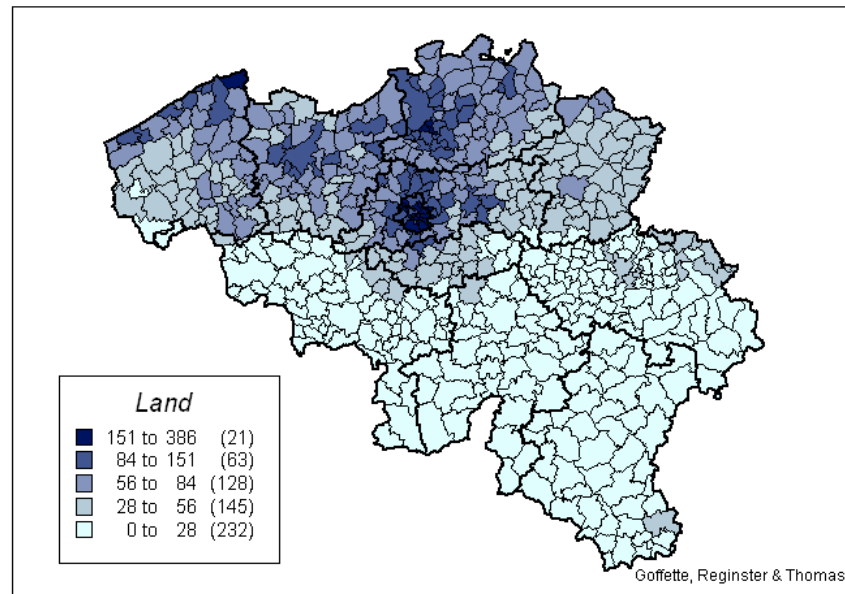 Land
151 to 386 (21)
84 to 151 (63)
56 to 84 (128)
28 to 56 (145)
0 to 28 (232)
Goffette, Reginster & Thomas